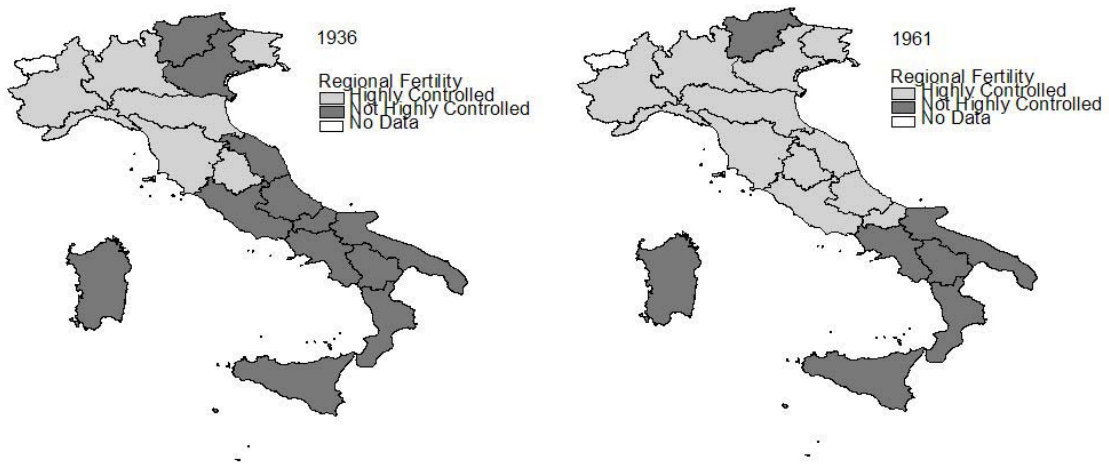 1936
Regional Fertility
Highly Controlled
Not Highly Controlled
No Data
1961
Regional Fertility
Highly Controlled
Not Highly Controlled
No Data